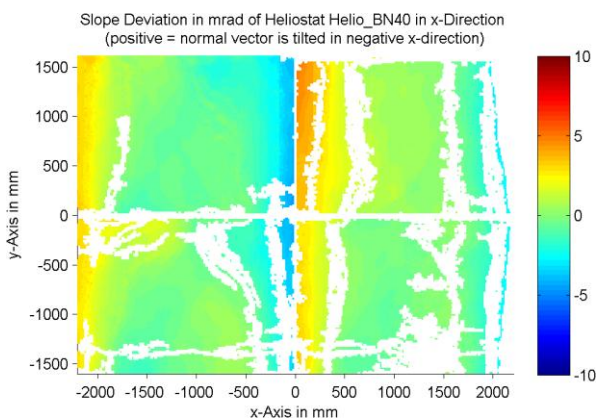 Slope Deviation in mrad of Heliostat Helio_BN40 in x-Direction
(positive = normal vector is tilted in negative x-direction)
1500
1000
500
0
-500
-1000
-1500
y-Axis in mm
-2000 -1500 -1000 -500 0 500 1000 1500 2000
x-Axis in mm
10
5
0
-5
-10